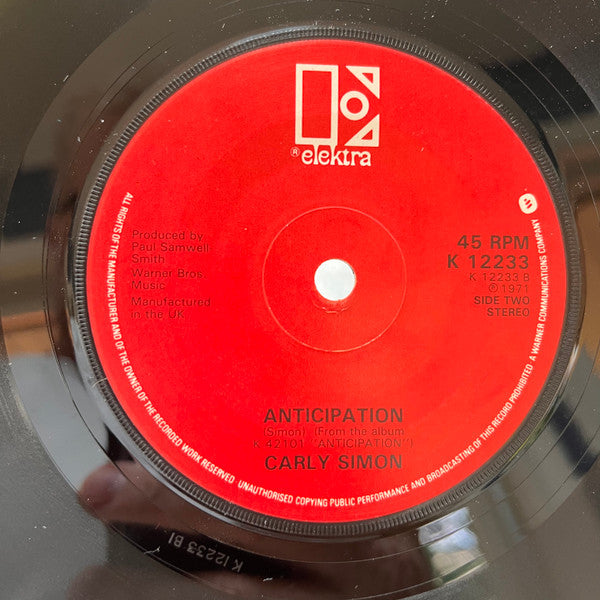 ® elektra
Produced by
Paul Samwell
Smith
Warner Bros.
Music
Manufactured
in the UK
45 RPM
K 12233
K 12233 B
℗ 1971
SIDE TWO
STEREO
ANTICIPATION
(Simon) (From the album
K 42101 'ANTICIPATION')
CARLY SIMON
ALL RIGHTS OF THE MANUFACTURER AND OF THE OWNER OF THE RECORDED WORK RESERVED. UNAUTHORISED COPYING PUBLIC PERFORMANCE AND BROADCASTING OF THIS RECORD PROHIBITED. A WARNER COMMUNICATIONS COMPANY
K 12233 B1